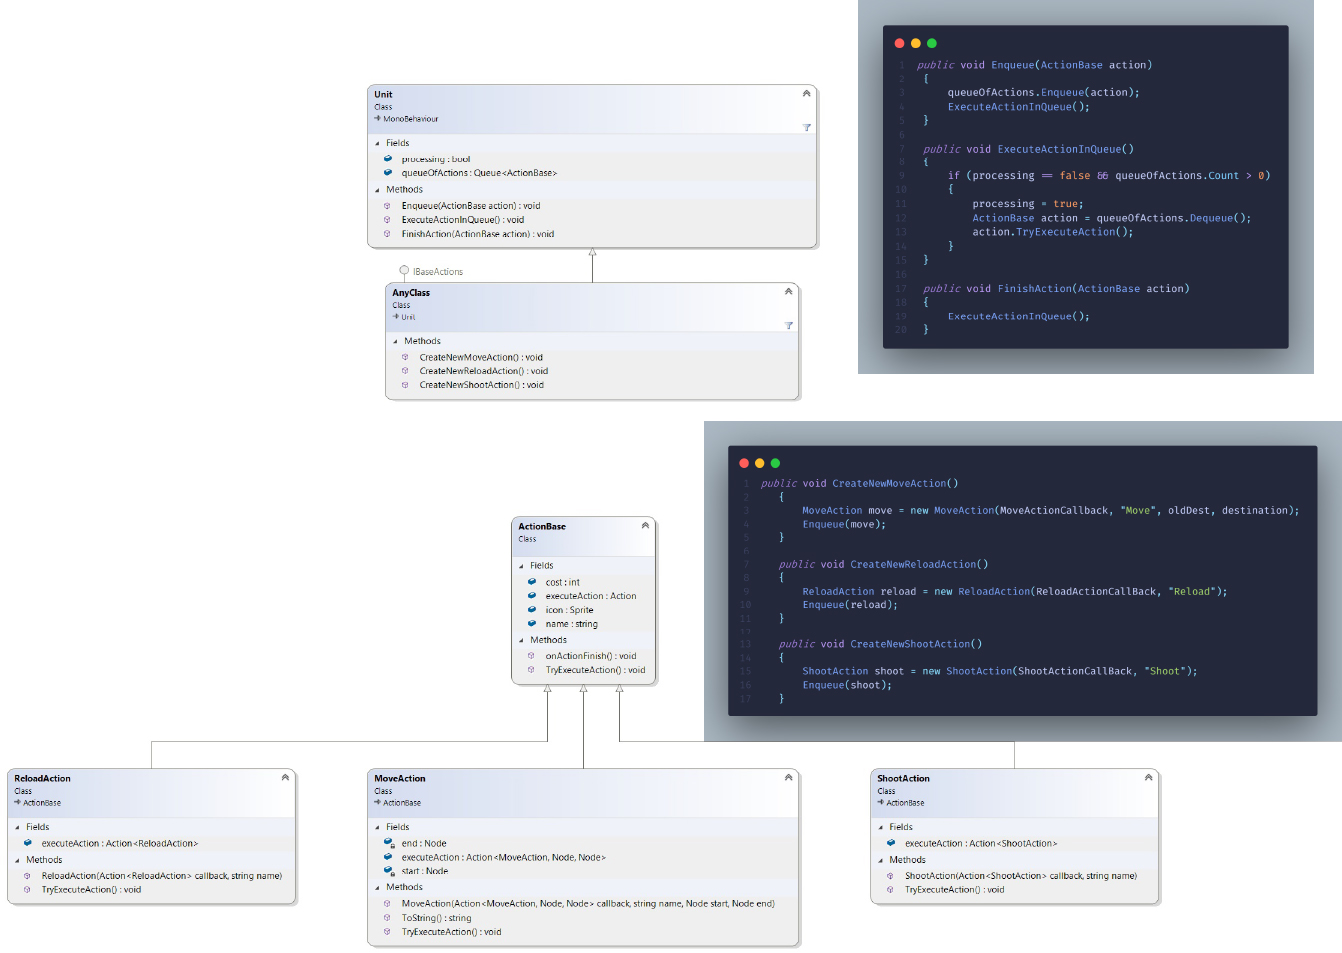 Unit
Class
MonoBehaviour
Fields
processing : bool
queueOfActions : Queue<ActionBase>
Methods
Enqueue(ActionBase action) : void
ExecuteActionInQueue() : void
FinishAction(ActionBase action) : void
IBaseActions
AnyClass
Class
Unit
Methods
CreateNewMoveAction() : void
CreateNewReloadAction() : void
CreateNewShootAction() : void
1 public void Enqueue(ActionBase action)
2 {
3 queueOfActions.Enqueue(action);
4 ExecuteActionInQueue();
5 }
6
7 public void ExecuteActionInQueue()
8 {
9 if (processing == false && queueOfActions.Count > 0)
10 {
11 processing = true;
12 ActionBase action = queueOfActions.Dequeue();
13 action.TryExecuteAction();
14 }
15 }
16
17 public void FinishAction(ActionBase action)
18 {
19 ExecuteActionInQueue();
20 }
1 public void CreateNewMoveAction()
2 {
3 MoveAction move = new MoveAction(MoveActionCallback, "Move", oldDest, destination);
4 Enqueue(move);
5 }
6
7 public void CreateNewReloadAction()
8 {
9 ReloadAction reload = new ReloadAction(ReloadActionCallBack, "Reload");
10 Enqueue(reload);
11 }
12
13 public void CreateNewShootAction()
14 {
15 ShootAction shoot = new ShootAction(ShootActionCallBack, "Shoot");
16 Enqueue(shoot);
17 }
ActionBase
Class
Fields
cost : int
executeAction : Action
icon : Sprite
name : string
Methods
onActionFinish() : void
TryExecuteAction() : void
ReloadAction
Class
ActionBase
Fields
executeAction : Action<ReloadAction>
Methods
ReloadAction(Action<ReloadAction> callback, string name)
TryExecuteAction() : void
MoveAction
Class
ActionBase
Fields
end : Node
executeAction : Action<MoveAction, Node, Node>
start : Node
Methods
MoveAction(Action<MoveAction, Node, Node> callback, string name, Node start, Node end)
ToString() : string
TryExecuteAction() : void
ShootAction
Class
ActionBase
Fields
executeAction : Action<ShootAction>
Methods
ShootAction(Action<ShootAction> callback, string name)
TryExecuteAction() : void